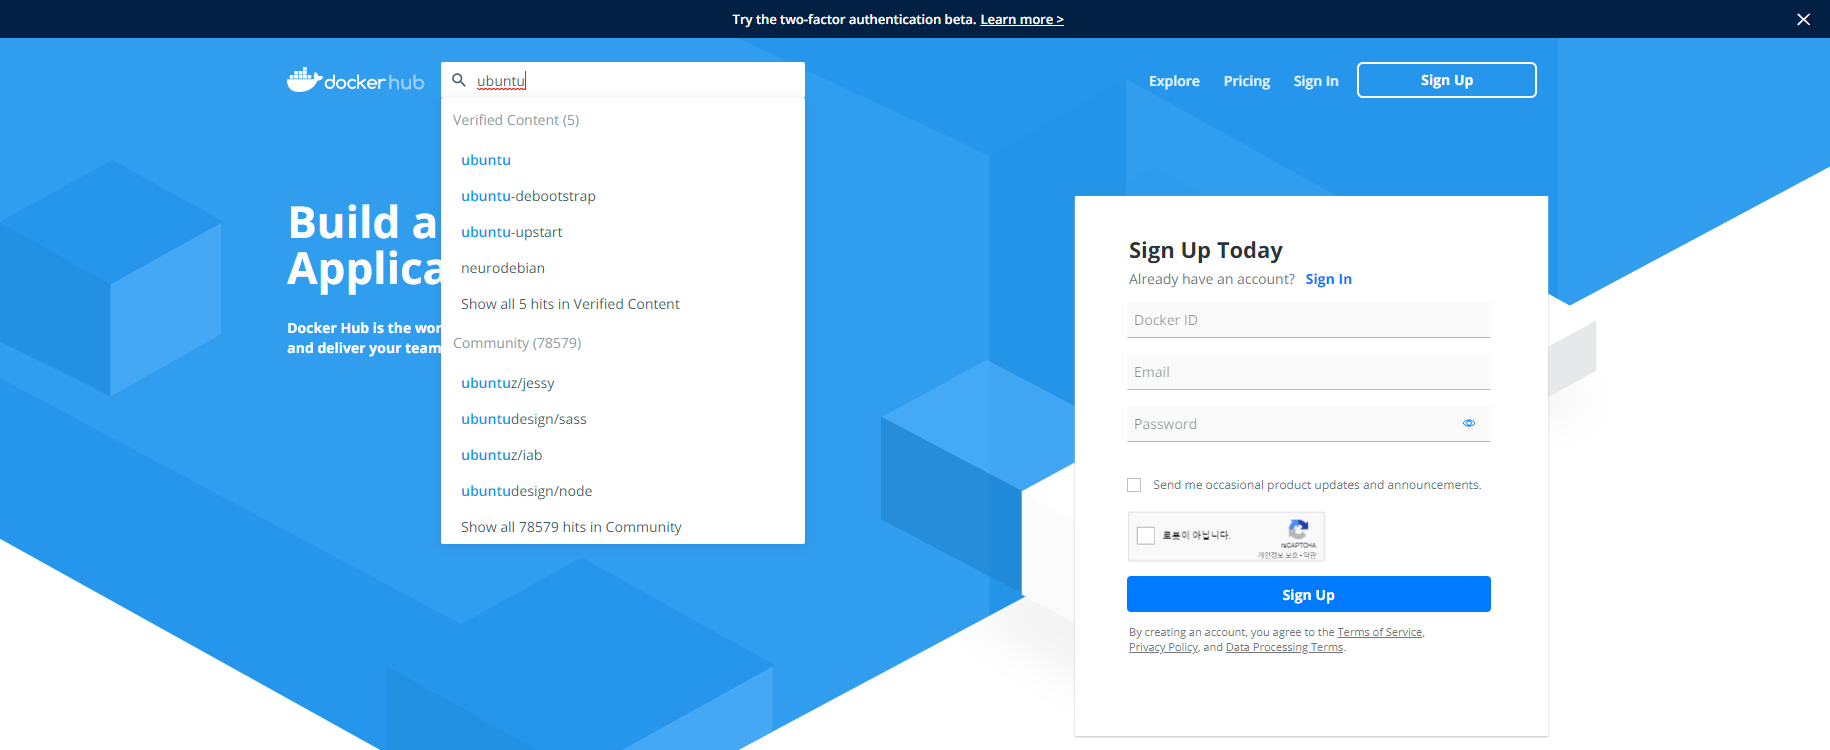 Try the two-factor authentication beta. Learn more >
docker hub
ubuntu
Explore
Pricing
Sign In
Sign Up
Verified Content (5)
ubuntu
ubuntu-debootstrap
ubuntu-upstart
neurodebian
Show all 5 hits in Verified Content
Community (78579)
ubuntuz/jessy
ubuntudesign/sass
ubuntuz/iab
ubuntudesign/node
Show all 78579 hits in Community
Build a
Applica
Docker Hub is the wor
and deliver your team
Sign Up Today
Already have an account? Sign In
Docker ID
Email
Password
Send me occasional product updates and announcements.
로봇이 아닙니다.
reCAPTCHA
개인정보 보호 - 약관
Sign Up
By creating an account, you agree to the Terms of Service,
Privacy Policy, and Data Processing Terms.